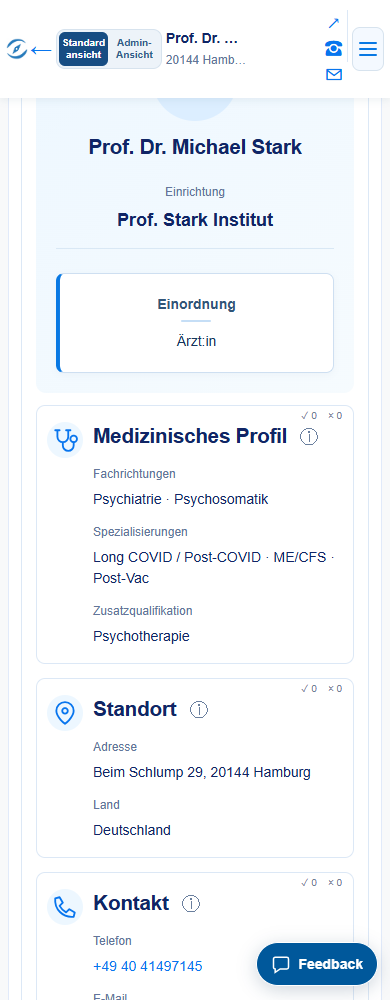 ←
Standard
ansicht
Admin-
Ansicht
Prof. Dr. ...
20144 Hamb...
↗
Prof. Dr. Michael Stark
Einrichtung
Prof. Stark Institut
Einordnung
Ärzt:in
✓ 0 × 0
Medizinisches Profil ⓘ
Fachrichtungen
Psychiatrie · Psychosomatik
Spezialisierungen
Long COVID / Post-COVID · ME/CFS ·
Post-Vac
Zusatzqualifikation
Psychotherapie
✓ 0 × 0
Standort ⓘ
Adresse
Beim Schlump 29, 20144 Hamburg
Land
Deutschland
✓ 0 × 0
Kontakt ⓘ
Telefon
+49 40 41497145
E-Mail
Feedback